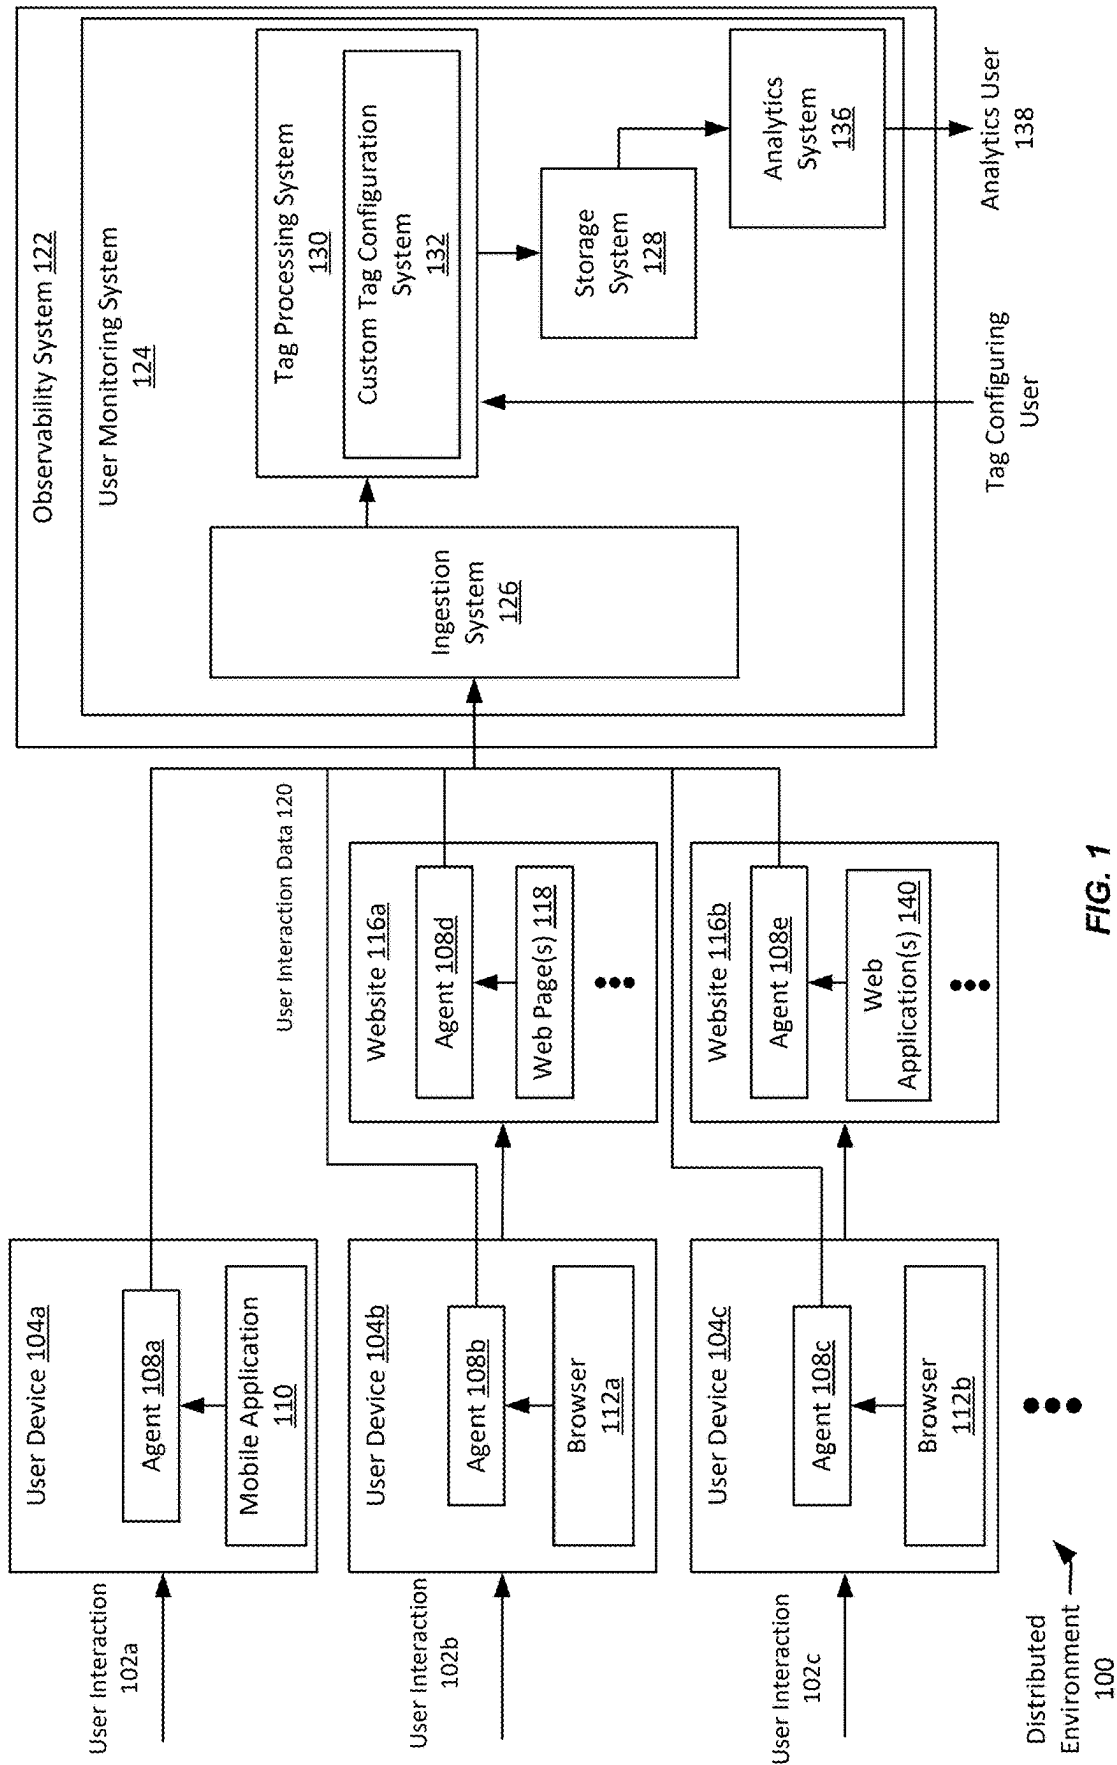 User Interaction
102a
User Device 104a
Agent 108a
Mobile Application
110
User Interaction
102b
User Device 104b
Agent 108b
Browser
112a
User Interaction
102c
User Device 104c
Agent 108c
Browser
112b
Distributed
Environment
100
User Interaction Data 120
Website 116a
Agent 108d
Web Page(s) 118
Website 116b
Agent 108e
Web
Application(s) 140
Observability System 122
User Monitoring System
124
Ingestion
System
126
Tag Processing System
130
Custom Tag Configuration
System
132
Storage
System
128
Analytics
System
136
Tag Configuring
User
Analytics User
138
FIG. 1